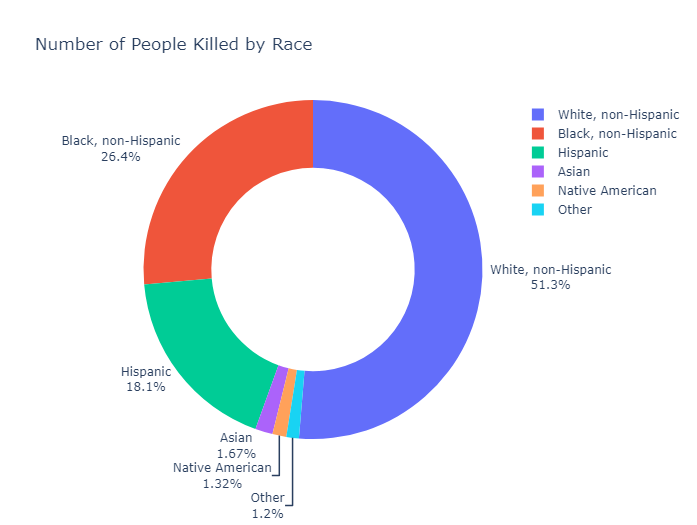 Number of People Killed by Race
White, non-Hispanic
Black, non-Hispanic
Hispanic
Asian
Native American
Other
Black, non-Hispanic
26.4%
White, non-Hispanic
51.3%
Hispanic
18.1%
Asian
1.67%
Native American
1.32%
Other
1.2%